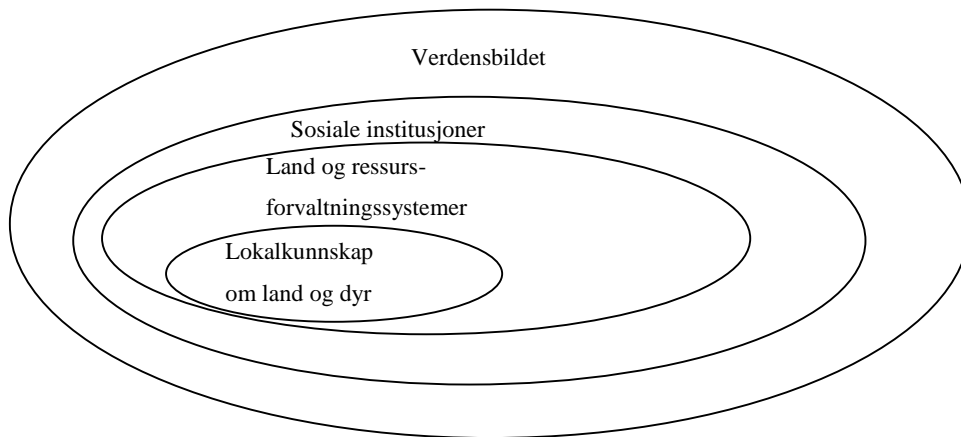 Verdensbildet
Sosiale institusjoner
Land og ressurs-
forvaltningssystemer
Lokalkunnskap
om land og dyr